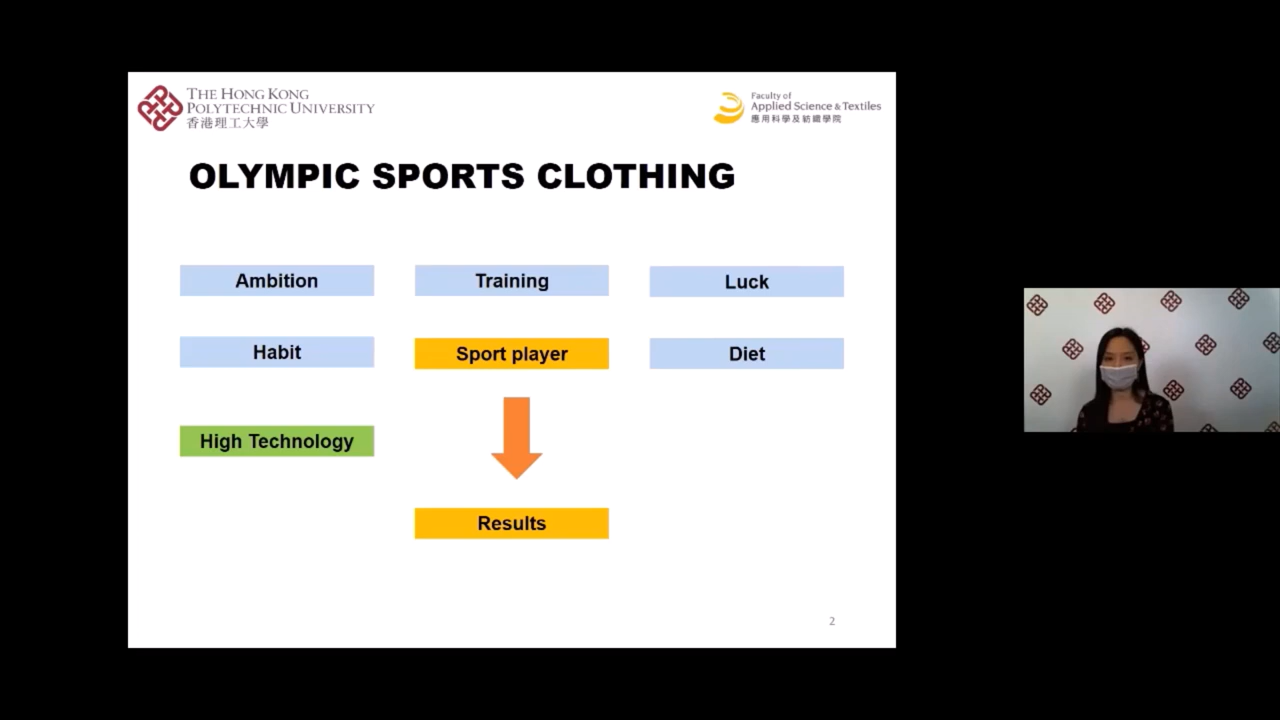 THE HONG KONG
POLYTECHNIC UNIVERSITY
香港理工大學
Faculty of
Applied Science & Textiles
應用科學及紡織學院
OLYMPIC SPORTS CLOTHING
Ambition
Training
Luck
Habit
Sport player
Diet
High Technology
Results
2